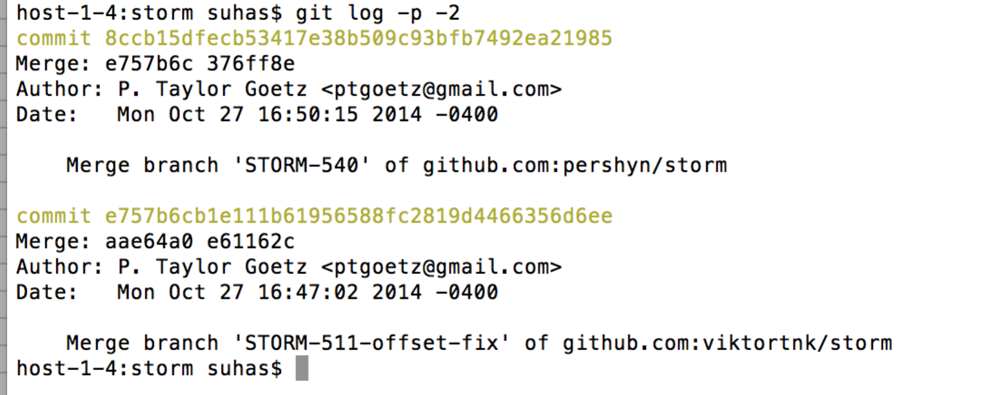 host-1-4:storm suhas$ git log -p -2
commit 8ccb15dfecb53417e38b509c93bfb7492ea21985
Merge: e757b6c 376ff8e
Author: P. Taylor Goetz <ptgoetz@gmail.com>
Date:   Mon Oct 27 16:50:15 2014 -0400
    Merge branch 'STORM-540' of github.com:pershyn/storm
commit e757b6cb1e111b61956588fc2819d4466356d6ee
Merge: aae64a0 e61162c
Author: P. Taylor Goetz <ptgoetz@gmail.com>
Date:   Mon Oct 27 16:47:02 2014 -0400
    Merge branch 'STORM-511-offset-fix' of github.com:viktortnk/storm
host-1-4:storm suhas$